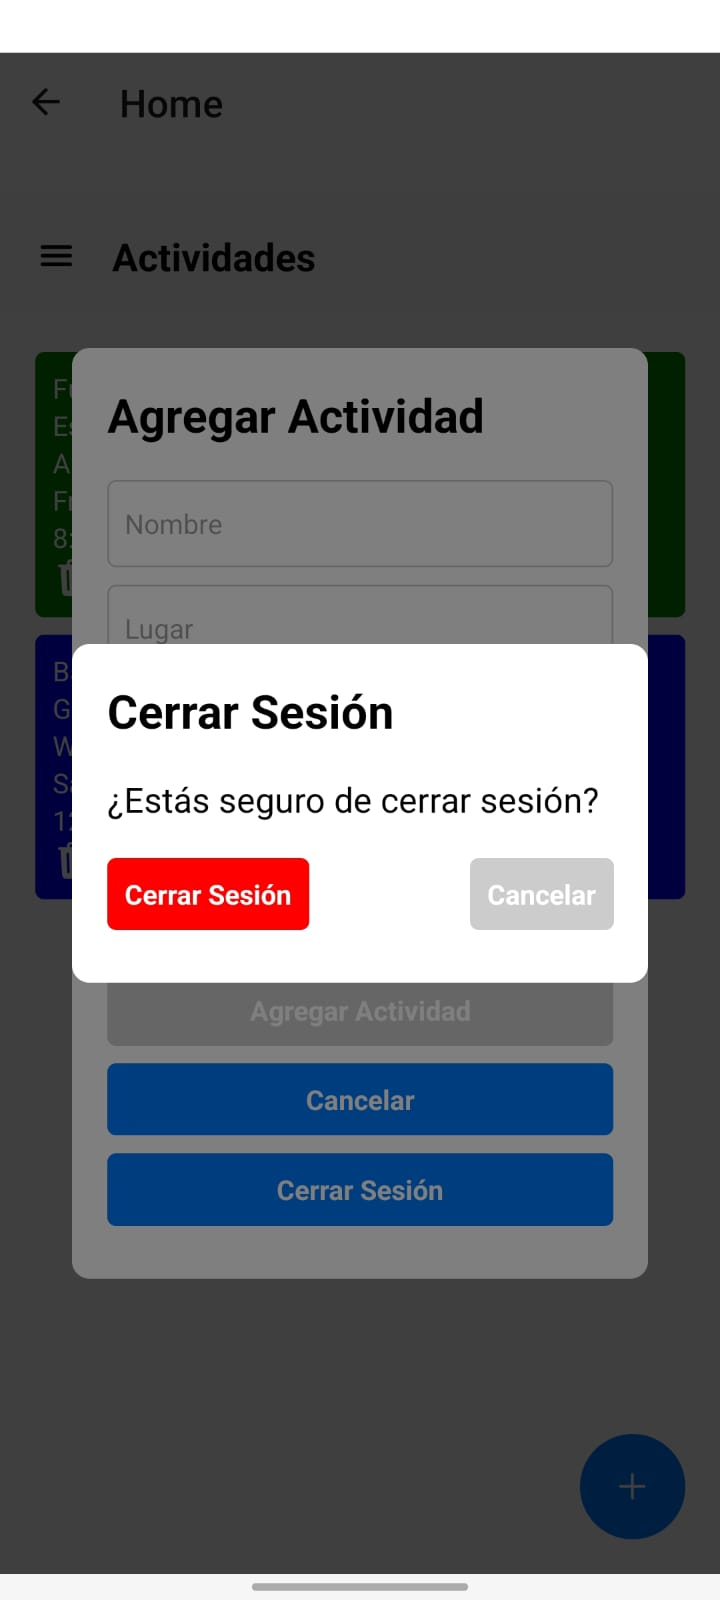 Home
Actividades
Agregar Actividad
Nombre
Lugar
Cerrar Sesión
¿Estás seguro de cerrar sesión?
Cerrar Sesión
Cancelar
Agregar Actividad
Cancelar
Cerrar Sesión